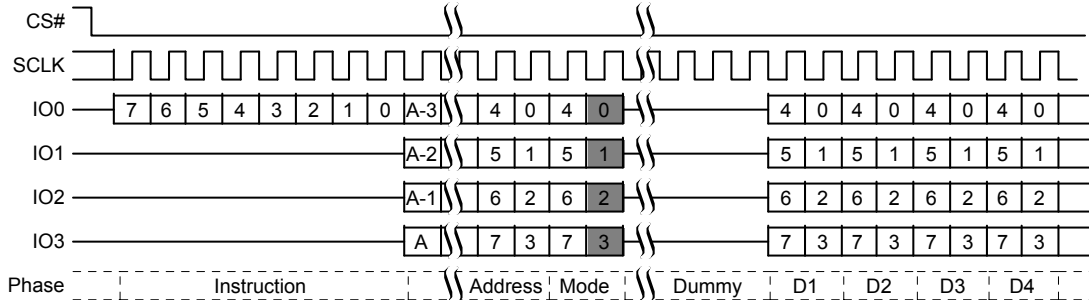 CS#
SCLK
IO0 7 6 5 4 3 2 1 0 A-3 4 0 4 0 4 0 4 0 4 0 4 0
IO1 A-2 5 1 5 1 5 1 5 1 5 1 5 1
IO2 A-1 6 2 6 2 6 2 6 2 6 2 6 2
IO3 A 7 3 7 3 7 3 7 3 7 3 7 3
Phase Instruction Address Mode Dummy D1 D2 D3 D4